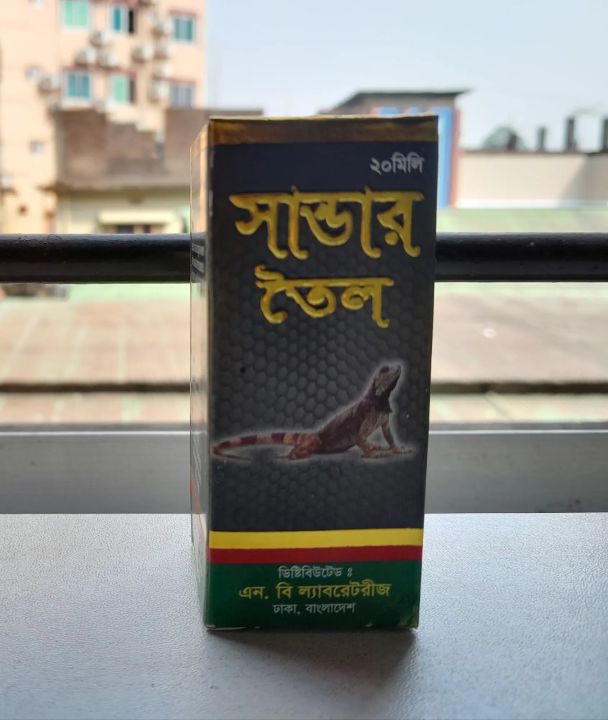 ২০মিলি
সান্ডার
তৈল
ডিষ্টিবিউটেড ঃ
এন. বি ল্যাবরেটরীজ
ঢাকা, বাংলাদেশ